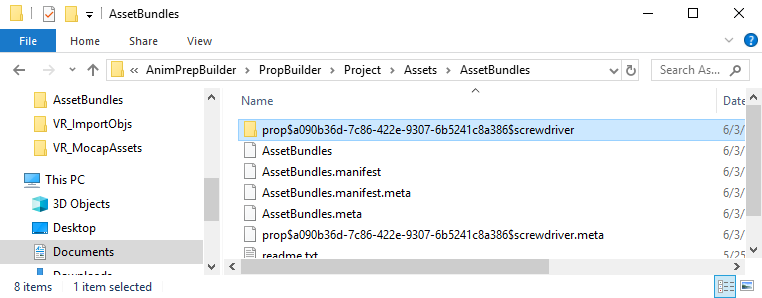 AssetBundles
File Home Share View
« AnimPrepBuilder > PropBuilder > Project > Assets > AssetBundles Search As...
AssetBundles
VR_ImportObjs
VR_MocapAssets
This PC
3D Objects
Desktop
Documents
Downloads
Name Date
prop$a090b36d-7c86-422e-9307-6b5241c8a386$screwdriver 6/3/
AssetBundles 6/3/
AssetBundles.manifest 6/3/
AssetBundles.manifest.meta 6/3/
AssetBundles.meta 6/3/
prop$a090b36d-7c86-422e-9307-6b5241c8a386$screwdriver.meta 6/3/
readme.txt 5/25
8 items 1 item selected